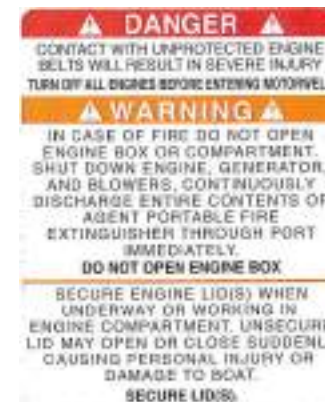 DANGER
CONTACT WITH UNPROTECTED ENGINE
BELTS WILL RESULT IN SEVERE INJURY
TURN OFF ALL ENGINES BEFORE ENTERING MOTORWEL
WARNING
IN CASE OF FIRE DO NOT OPEN
ENGINE BOX OR COMPARTMENT.
SHUT DOWN ENGINE, GENERATOR,
AND BLOWERS, CONTINUOUSLY
DISCHARGE ENTIRE CONTENTS OF
AGENT PORTABLE FIRE
EXTINGUISHER THROUGH PORT
IMMEDIATELY.
DO NOT OPEN ENGINE BOX
SECURE ENGINE LID(S) WHEN
UNDERWAY OR WORKING IN
ENGINE COMPARTMENT. UNSECURE
LID MAY OPEN OR CLOSE SUDDENL
CAUSING PERSONAL INJURY OR
DAMAGE TO BOAT.
SECURE LID(S).